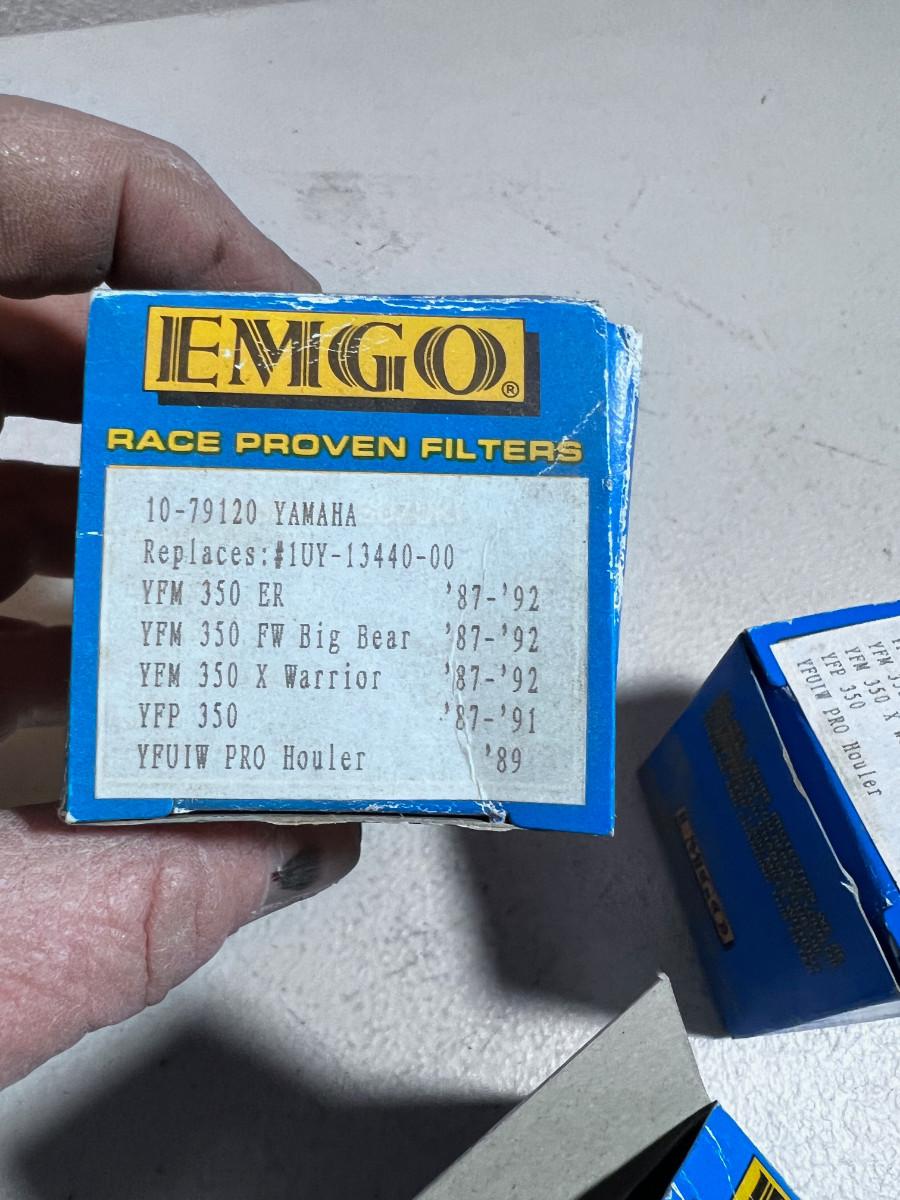 EMGO®
RACE PROVEN FILTERS
10-79120 YAMAHA
Replaces:#1UY-13440-00
YFM 350 ER '87-'92
YFM 350 FW Big Bear '87-'92
YFM 350 X Warrior '87-'92
YFP 350 '87-'91
YFUIW PRO Houler '89
YFM 350 X
YFP 350
YFUIW PRO Houler